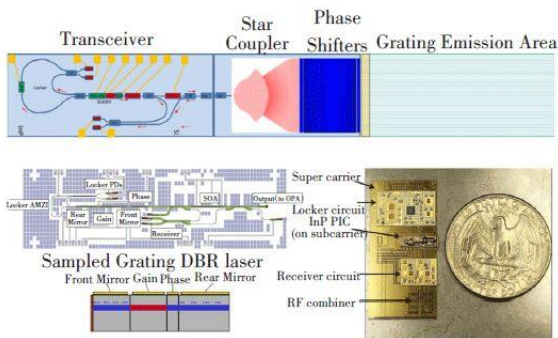 Transceiver
Star
Coupler
Phase
Shifters
Grating Emission Area
Locker
InP
Locker PDs
Locker AMZI
Phase
Rear
Mirror
Gain
Front
Mirror
SOA
Output(to OPA)
Receiver
Sampled Grating DBR laser
Front Mirror Gain Phase Rear Mirror
Super carrier
Locker circuit
InP PIC
(on subcarrier)
Receiver circuit
RF combiner